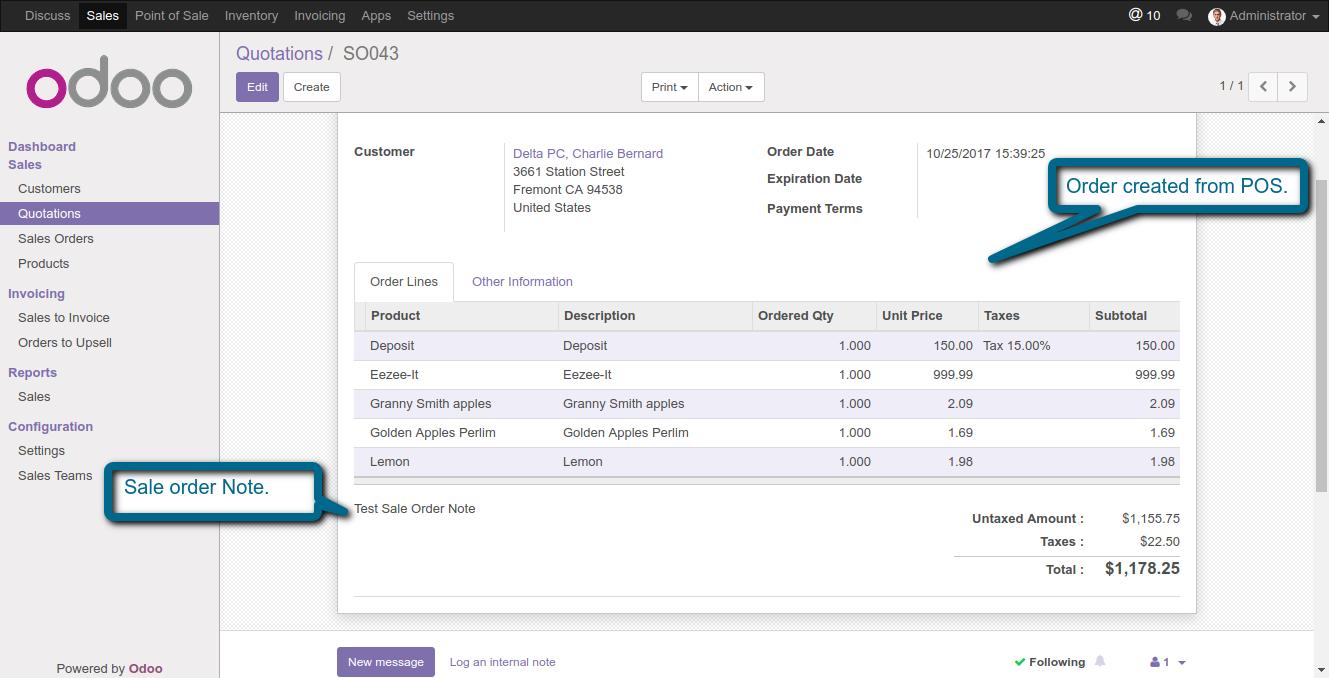 Discuss Sales Point of Sale Inventory Invoicing Apps Settings @ 10 Administrator
odoo
Quotations / SO043
Edit Create Print Action 1 / 1
Dashboard
Sales
Customers
Quotations
Sales Orders
Products
Invoicing
Sales to Invoice
Orders to Upsell
Reports
Sales
Configuration
Settings
Sales Teams
Powered by Odoo
Customer Delta PC, Charlie Bernard
3661 Station Street
Fremont CA 94538
United States
Order Date 10/25/2017 15:39:25
Expiration Date
Payment Terms
Order created from POS.
Order Lines Other Information
Product Description Ordered Qty Unit Price Taxes Subtotal
Deposit Deposit 1.000 150.00 Tax 15.00% 150.00
Eezee-It Eezee-It 1.000 999.99 999.99
Granny Smith apples Granny Smith apples 1.000 2.09 2.09
Golden Apples Perlim Golden Apples Perlim 1.000 1.69 1.69
Lemon Lemon 1.000 1.98 1.98
Sale order Note.
Test Sale Order Note
Untaxed Amount : $1,155.75
Taxes : $22.50
Total : $1,178.25
New message Log an internal note Following 1